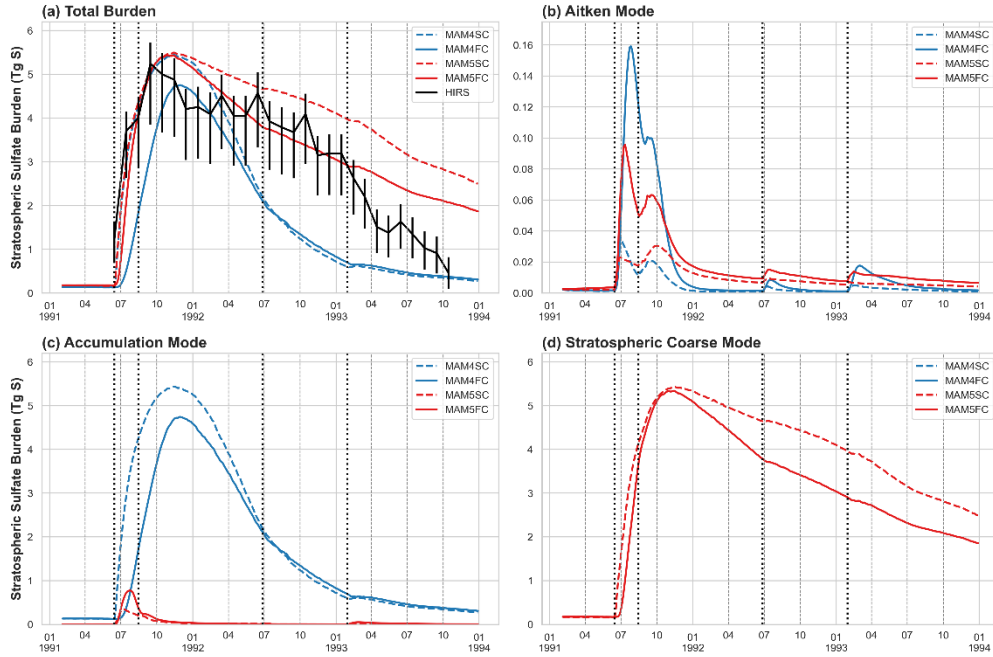 (a) Total Burden
Stratospheric Sulfate Burden (Tg S)
6
5
4
3
2
1
0
MAM4SC
MAM4FC
MAM5SC
MAM5FC
HIRS
01 04 07 10 01 04 07 10 01 04 07 10 01
1991 1992 1993 1994
(b) Aitken Mode
0.16
0.14
0.12
0.10
0.08
0.06
0.04
0.02
0.00
MAM4SC
MAM4FC
MAM5SC
MAM5FC
01 04 07 10 01 04 07 10 01 04 07 10 01
1991 1992 1993 1994
(c) Accumulation Mode
Stratospheric Sulfate Burden (Tg S)
6
5
4
3
2
1
0
MAM4SC
MAM4FC
MAM5SC
MAM5FC
01 04 07 10 01 04 07 10 01 04 07 10 01
1991 1992 1993 1994
(d) Stratospheric Coarse Mode
6
5
4
3
2
1
0
MAM4SC
MAM4FC
MAM5SC
MAM5FC
01 04 07 10 01 04 07 10 01 04 07 10 01
1991 1992 1993 1994